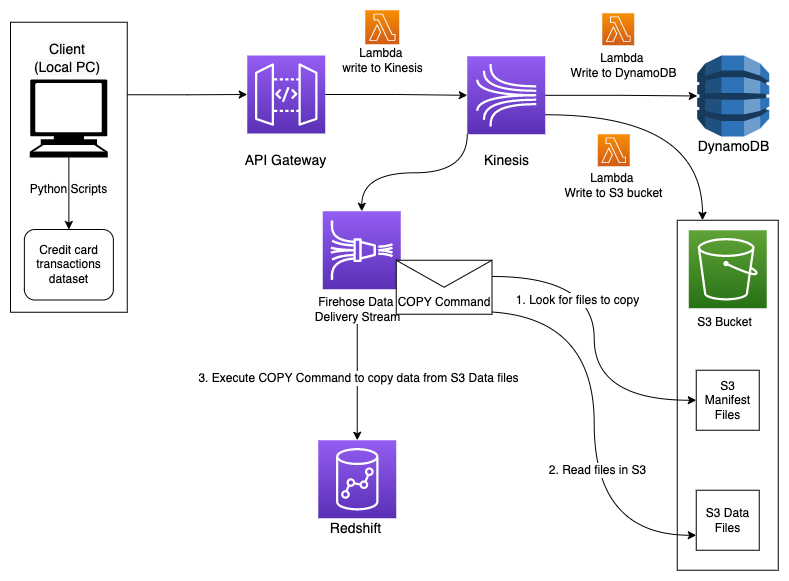 Client
(Local PC)
Python Scripts
Credit card
transactions
dataset
API Gateway
Lambda
write to Kinesis
Kinesis
Lambda
Write to DynamoDB
DynamoDB
Lambda
Write to S3 bucket
Firehose Data
Delivery Stream
COPY Command
1. Look for files to copy
S3 Bucket
3. Execute COPY Command to copy data from S3 Data files
S3
Manifest
Files
2. Read files in S3
S3 Data
Files
Redshift